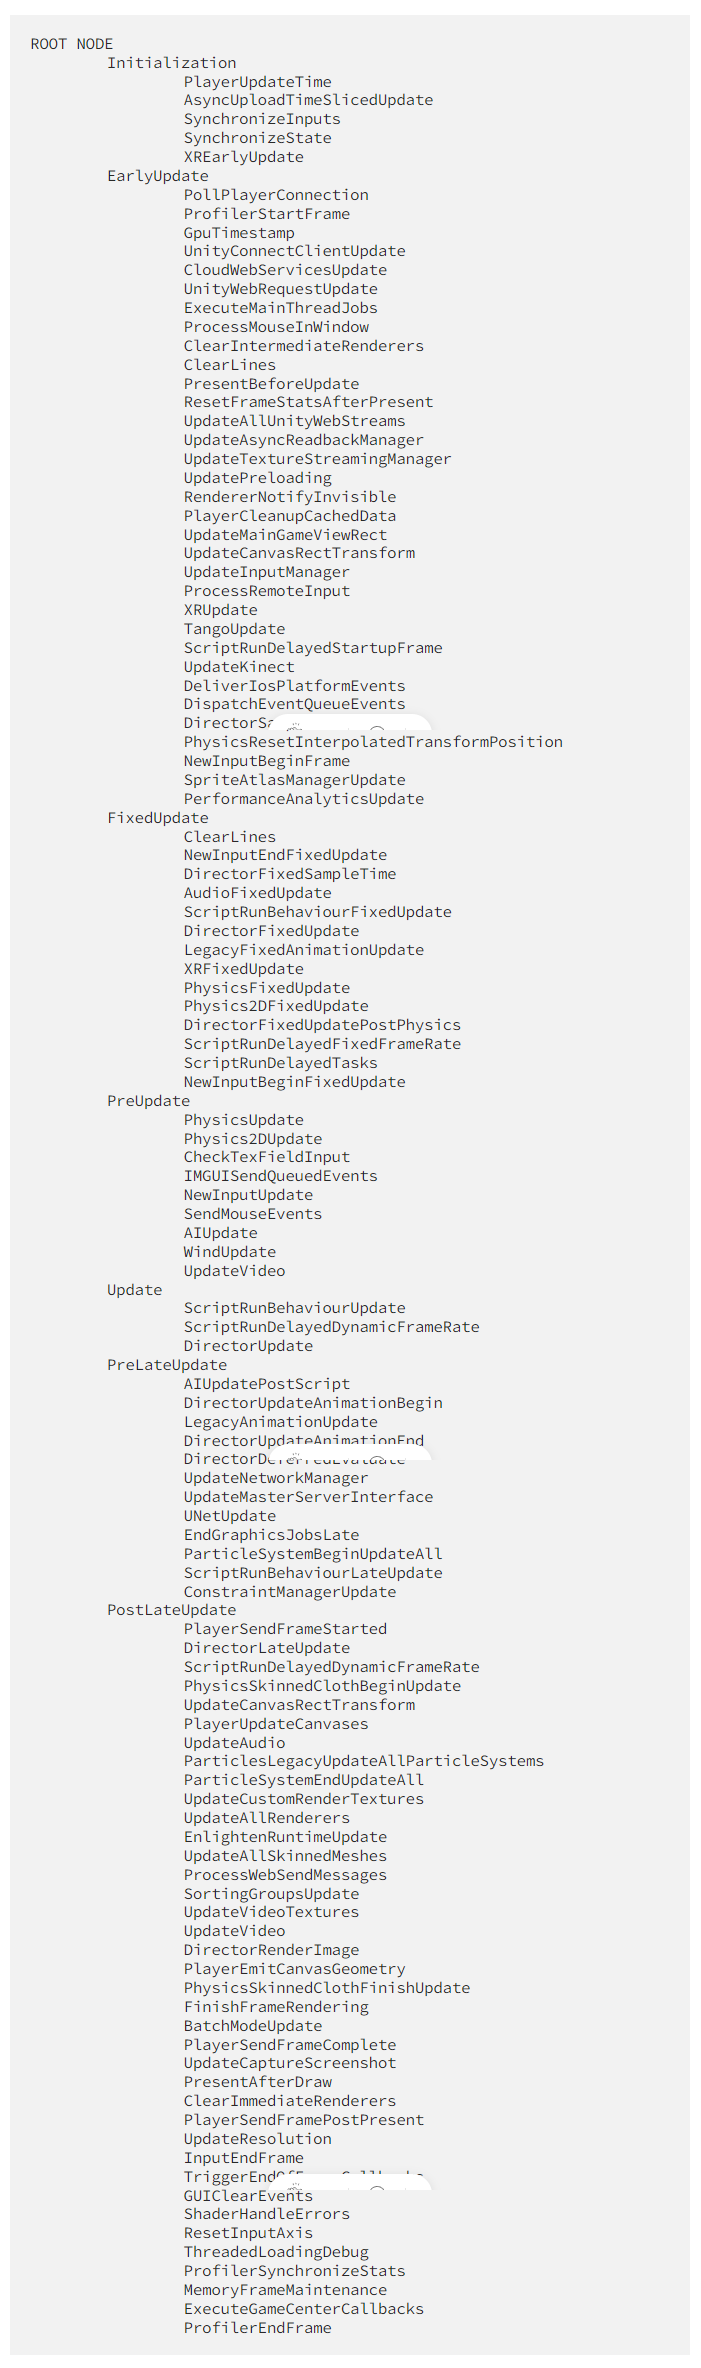 ROOT NODE
Initialization
PlayerUpdateTime
AsyncUploadTimeSlicedUpdate
SynchronizeInputs
SynchronizeState
XREarlyUpdate
EarlyUpdate
PollPlayerConnection
ProfilerStartFrame
GpuTimestamp
UnityConnectClientUpdate
CloudWebServicesUpdate
UnityWebRequestUpdate
ExecuteMainThreadJobs
ProcessMouseInWindow
ClearIntermediateRenderers
ClearLines
PresentBeforeUpdate
ResetFrameStatsAfterPresent
UpdateAllUnityWebStreams
UpdateAsyncReadbackManager
UpdateTextureStreamingManager
UpdatePreloading
RendererNotifyInvisible
PlayerCleanupCachedData
UpdateMainGameViewRect
UpdateCanvasRectTransform
UpdateInputManager
ProcessRemoteInput
XRUpdate
TangoUpdate
ScriptRunDelayedStartupFrame
UpdateKinect
DeliverIosPlatformEvents
DispatchEventQueueEvents
PhysicsResetInterpolatedTransformPosition
NewInputBeginFrame
SpriteAtlasManagerUpdate
PerformanceAnalyticsUpdate
FixedUpdate
ClearLines
NewInputEndFixedUpdate
DirectorFixedSampleTime
AudioFixedUpdate
ScriptRunBehaviourFixedUpdate
DirectorFixedUpdate
LegacyFixedAnimationUpdate
XRFixedUpdate
PhysicsFixedUpdate
Physics2DFixedUpdate
DirectorFixedUpdatePostPhysics
ScriptRunDelayedFixedFrameRate
ScriptRunDelayedTasks
NewInputBeginFixedUpdate
PreUpdate
PhysicsUpdate
Physics2DUpdate
CheckTexFieldInput
IMGUISendQueuedEvents
NewInputUpdate
SendMouseEvents
AIUpdate
WindUpdate
UpdateVideo
Update
ScriptRunBehaviourUpdate
ScriptRunDelayedDynamicFrameRate
DirectorUpdate
PreLateUpdate
AIUpdatePostScript
DirectorUpdateAnimationBegin
LegacyAnimationUpdate
DirectorUpdateAnimationEnd
DirectorDeferredEvaluate
UpdateNetworkManager
UpdateMasterServerInterface
UNetUpdate
EndGraphicsJobsLate
ParticleSystemBeginUpdateAll
ScriptRunBehaviourLateUpdate
ConstraintManagerUpdate
PostLateUpdate
PlayerSendFrameStarted
DirectorLateUpdate
ScriptRunDelayedDynamicFrameRate
PhysicsSkinnedClothBeginUpdate
UpdateCanvasRectTransform
PlayerUpdateCanvases
UpdateAudio
ParticlesLegacyUpdateAllParticleSystems
ParticleSystemEndUpdateAll
UpdateCustomRenderTextures
UpdateAllRenderers
EnlightenRuntimeUpdate
UpdateAllSkinnedMeshes
ProcessWebSendMessages
SortingGroupsUpdate
UpdateVideoTextures
UpdateVideo
DirectorRenderImage
PlayerEmitCanvasGeometry
PhysicsSkinnedClothFinishUpdate
FinishFrameRendering
BatchModeUpdate
PlayerSendFrameComplete
UpdateCaptureScreenshot
PresentAfterDraw
ClearImmediateRenderers
PlayerSendFramePostPresent
UpdateResolution
InputEndFrame
TriggerEndOfFrameCallbacks
GUIClearEvents
ShaderHandleErrors
ResetInputAxis
ThreadedLoadingDebug
ProfilerSynchronizeStats
MemoryFrameMaintenance
ExecuteGameCenterCallbacks
ProfilerEndFrame